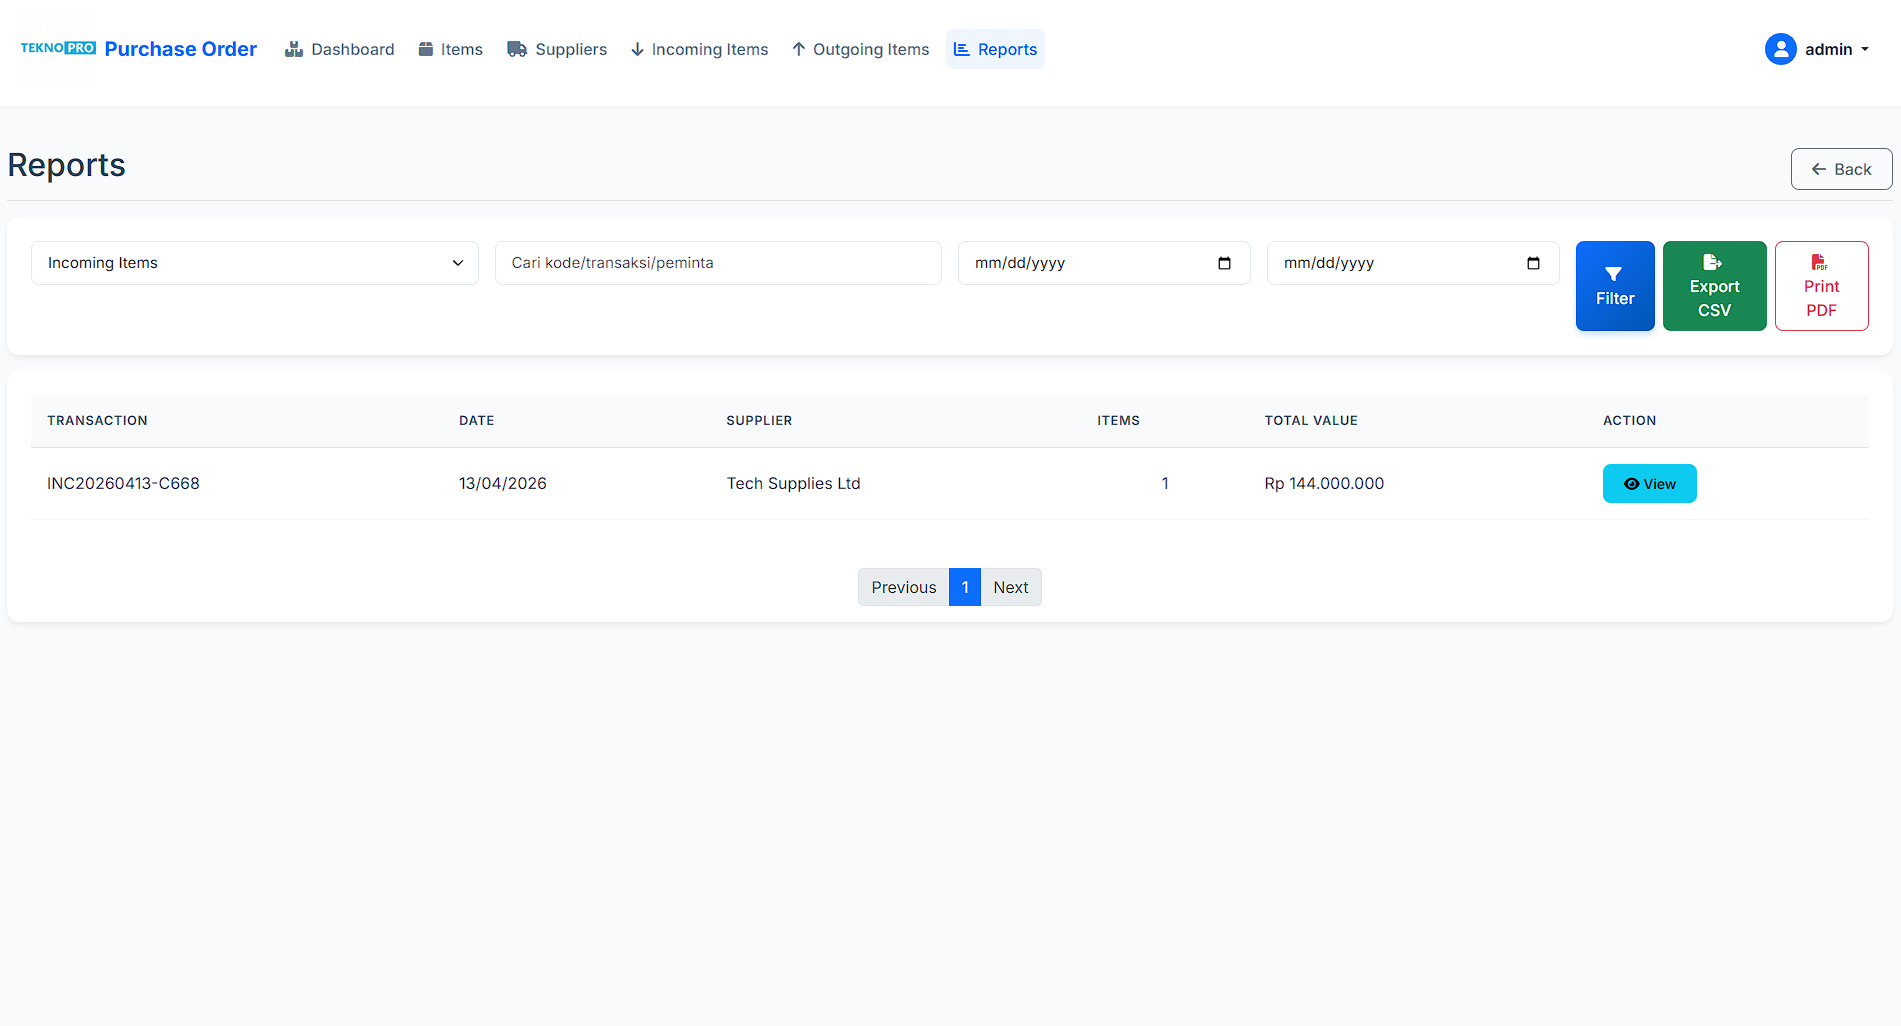 TEKNOPRO Purchase Order Dashboard Items Suppliers Incoming Items Outgoing Items Reports admin
Reports
Back
Incoming Items Cari kode/transaksi/peminta mm/dd/yyyy mm/dd/yyyy
Filter
Export
CSV
PDF
Print
PDF
TRANSACTION DATE SUPPLIER ITEMS TOTAL VALUE ACTION
INC20260413-C668 13/04/2026 Tech Supplies Ltd 1 Rp 144.000.000 View
Previous 1 Next